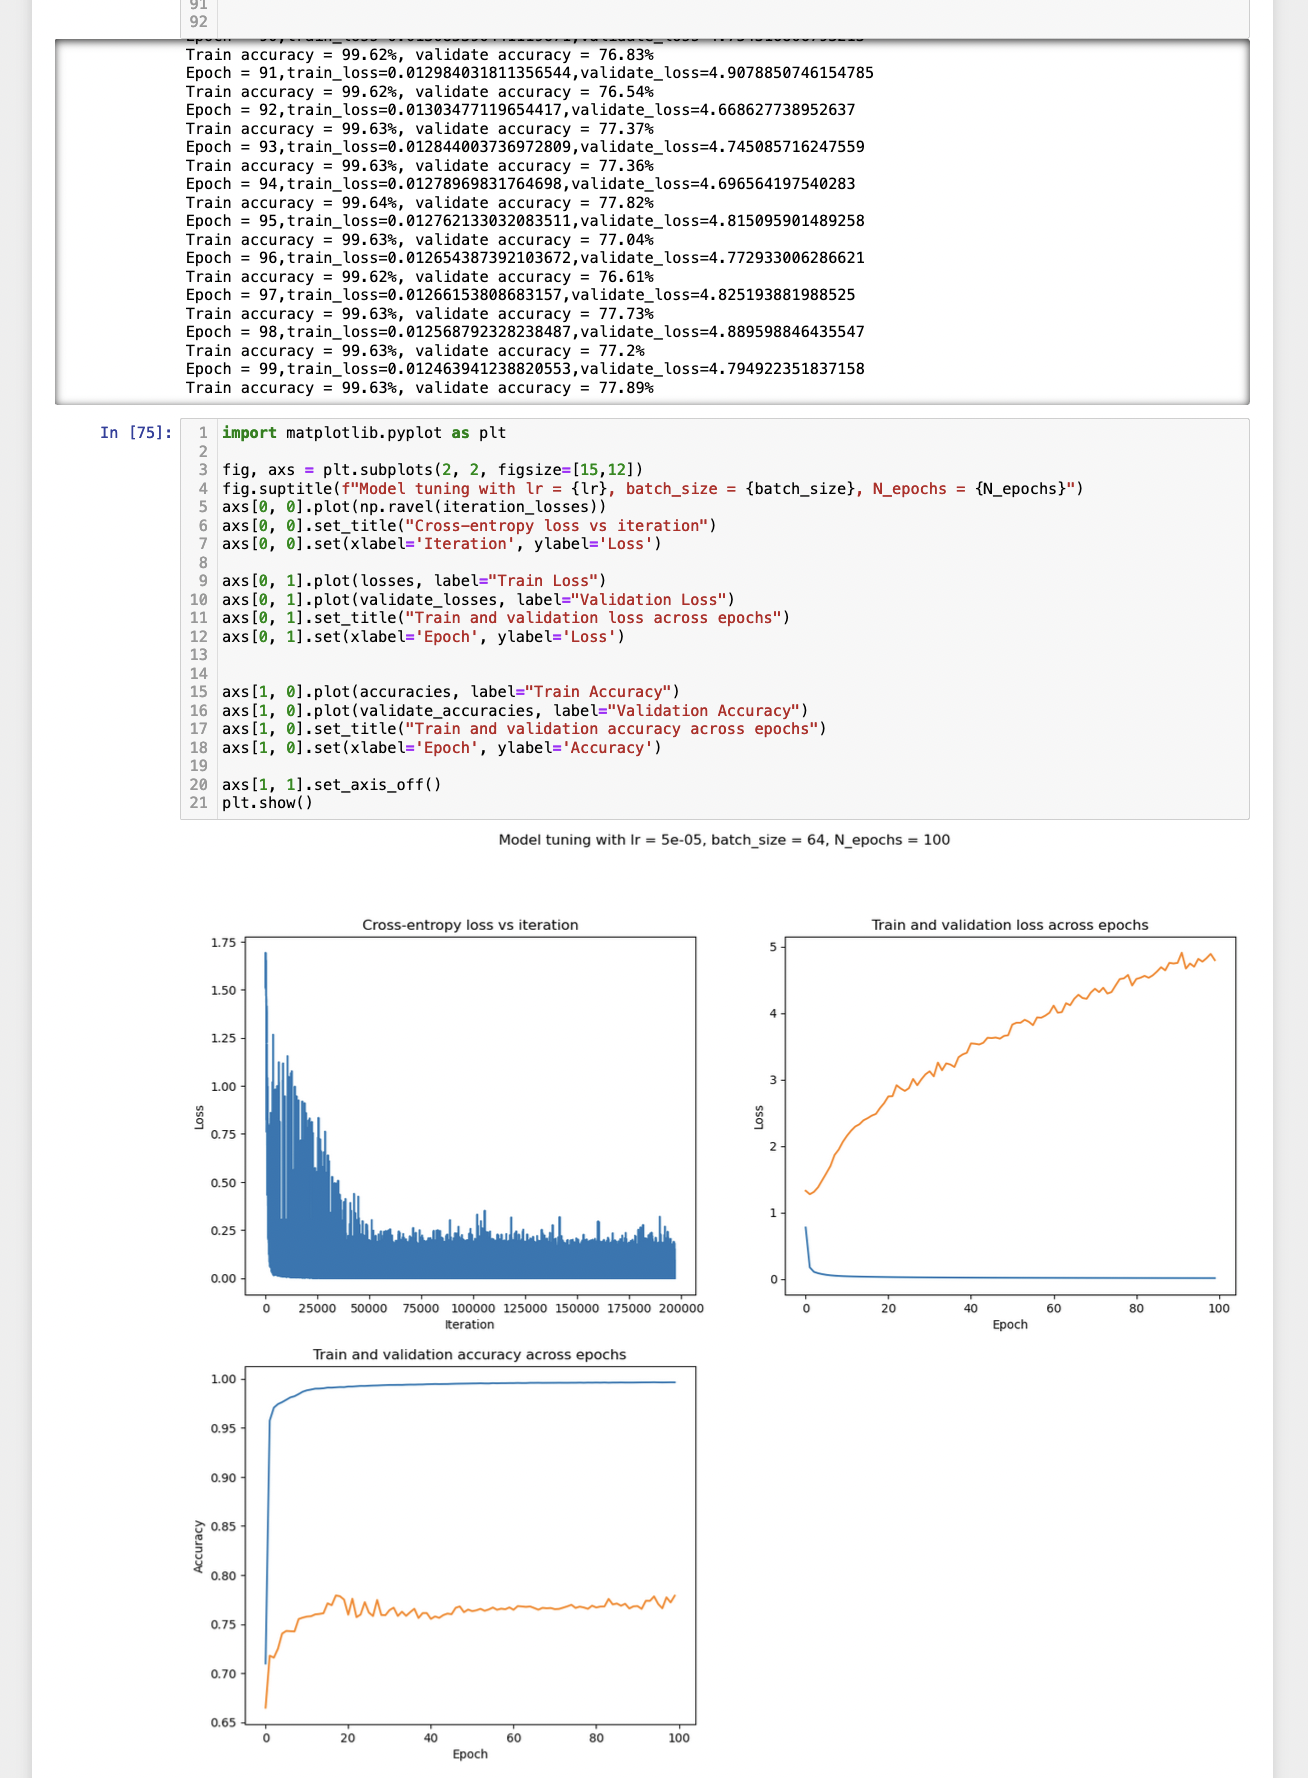 91
92
Train accuracy = 99.62%, validate accuracy = 76.83%
Epoch = 91,train_loss=0.012984031811356544,validate_loss=4.9078850746154785
Train accuracy = 99.62%, validate accuracy = 76.54%
Epoch = 92,train_loss=0.01303477119654417,validate_loss=4.668627738952637
Train accuracy = 99.63%, validate accuracy = 77.37%
Epoch = 93,train_loss=0.012844003736972809,validate_loss=4.745085716247559
Train accuracy = 99.63%, validate accuracy = 77.36%
Epoch = 94,train_loss=0.01278969831764698,validate_loss=4.696564197540283
Train accuracy = 99.64%, validate accuracy = 77.82%
Epoch = 95,train_loss=0.012762133032083511,validate_loss=4.815095901489258
Train accuracy = 99.63%, validate accuracy = 77.04%
Epoch = 96,train_loss=0.012654387392103672,validate_loss=4.772933006286621
Train accuracy = 99.62%, validate accuracy = 76.61%
Epoch = 97,train_loss=0.01266153808683157,validate_loss=4.825193881988525
Train accuracy = 99.63%, validate accuracy = 77.73%
Epoch = 98,train_loss=0.012568792328238487,validate_loss=4.889598846435547
Train accuracy = 99.63%, validate accuracy = 77.2%
Epoch = 99,train_loss=0.012463941238820553,validate_loss=4.794922351837158
Train accuracy = 99.63%, validate accuracy = 77.89%
In [75]:
1 import matplotlib.pyplot as plt
2
3 fig, axs = plt.subplots(2, 2, figsize=[15,12])
4 fig.suptitle(f"Model tuning with lr = {lr}, batch_size = {batch_size}, N_epochs = {N_epochs}")
5 axs[0, 0].plot(np.ravel(iteration_losses))
6 axs[0, 0].set_title("Cross-entropy loss vs iteration")
7 axs[0, 0].set(xlabel='Iteration', ylabel='Loss')
8
9 axs[0, 1].plot(losses, label="Train Loss")
10 axs[0, 1].plot(validate_losses, label="Validation Loss")
11 axs[0, 1].set_title("Train and validation loss across epochs")
12 axs[0, 1].set(xlabel='Epoch', ylabel='Loss')
13
14
15 axs[1, 0].plot(accuracies, label="Train Accuracy")
16 axs[1, 0].plot(validate_accuracies, label="Validation Accuracy")
17 axs[1, 0].set_title("Train and validation accuracy across epochs")
18 axs[1, 0].set(xlabel='Epoch', ylabel='Accuracy')
19
20 axs[1, 1].set_axis_off()
21 plt.show()
Model tuning with lr = 5e-05, batch_size = 64, N_epochs = 100
Cross-entropy loss vs iteration
1.75
1.50
1.25
1.00
0.75
0.50
0.25
0.00
Loss
0 25000 50000 75000 100000 125000 150000 175000 200000
Iteration
Train and validation loss across epochs
5
4
3
2
1
0
Loss
0 20 40 60 80 100
Epoch
Train and validation accuracy across epochs
1.00
0.95
0.90
0.85
0.80
0.75
0.70
0.65
Accuracy
0 20 40 60 80 100
Epoch